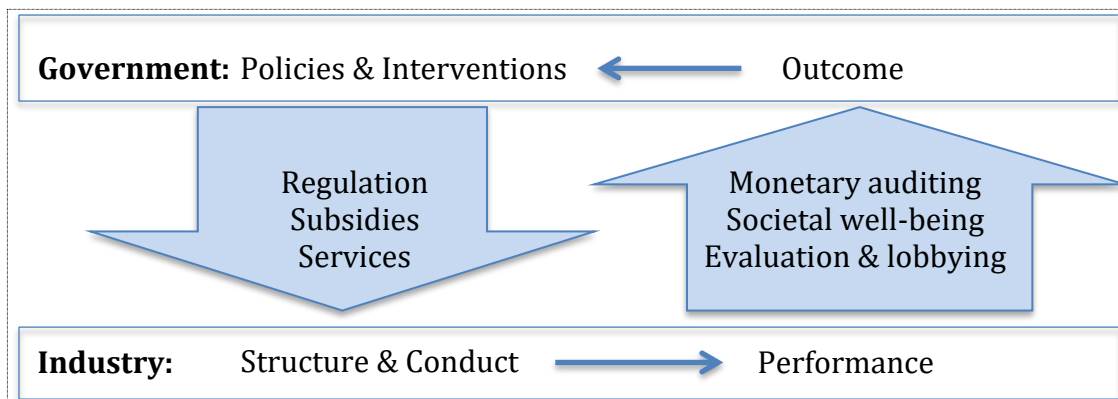 Government: Policies & Interventions Outcome
Regulation
Subsidies
Services
Monetary auditing
Societal well-being
Evaluation & lobbying
Industry: Structure & Conduct Performance